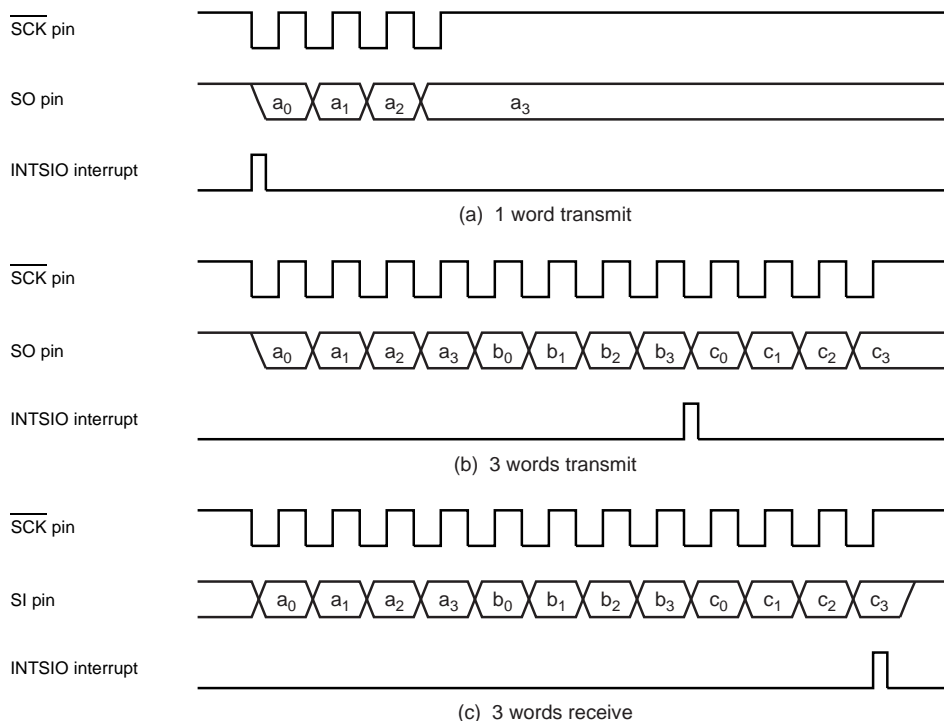 SCK pin
SO pin
a0 a1 a2 a3
INTSIO interrupt
(a) 1 word transmit
SCK pin
SO pin
a0 a1 a2 a3 b0 b1 b2 b3 c0 c1 c2 c3
INTSIO interrupt
(b) 3 words transmit
SCK pin
SI pin
a0 a1 a2 a3 b0 b1 b2 b3 c0 c1 c2 c3
INTSIO interrupt
(c) 3 words receive